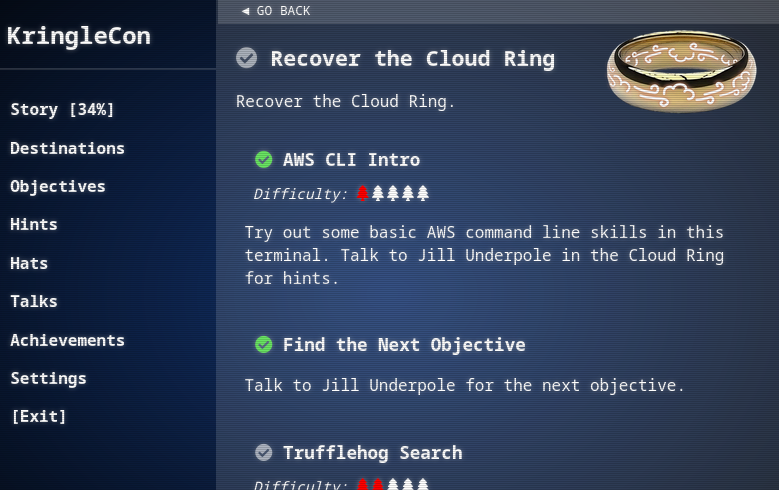 ◀ GO BACK
KringleCon
Story [34%]
Destinations
Objectives
Hints
Hats
Talks
Achievements
Settings
[Exit]
Recover the Cloud Ring
Recover the Cloud Ring.
AWS CLI Intro
Difficulty:
Try out some basic AWS command line skills in this
terminal. Talk to Jill Underpole in the Cloud Ring
for hints.
Find the Next Objective
Talk to Jill Underpole for the next objective.
Trufflehog Search
Difficulty: